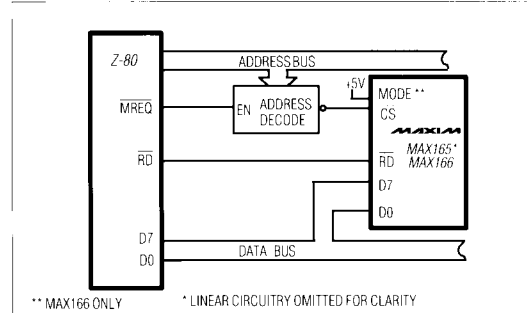 Z-80
ADDRESS BUS
+5V
MODE **
MREQ
EN ADDRESS DECODE
CS
MAXIM
MAX165*
MAX166
RD
RD
D7
D0
D7
D0
DATA BUS
** MAX166 ONLY
* LINEAR CIRCUITRY OMITTED FOR CLARITY